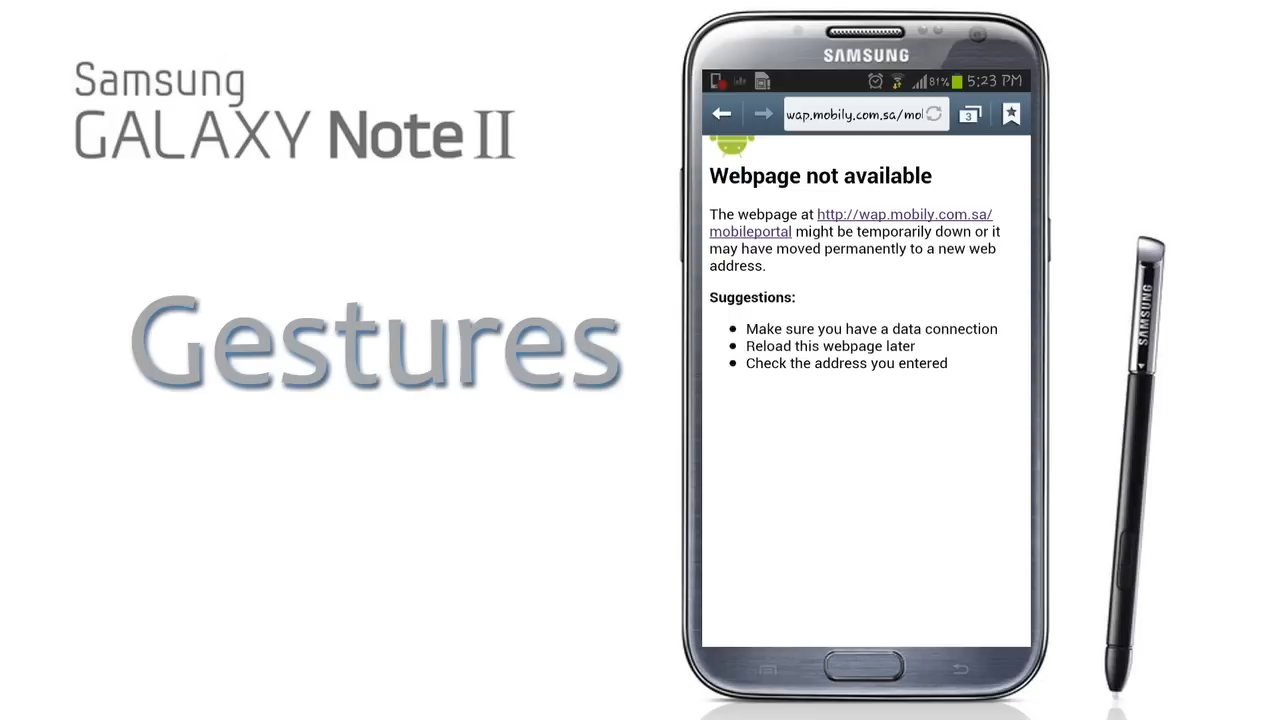 Samsung
GALAXY Note II
Gestures
SAMSUNG
81% 5:23 PM
wap.mobily.com.sa/mol
3
Webpage not available
The webpage at http://wap.mobily.com.sa/
mobileportal might be temporarily down or it
may have moved permanently to a new web
address.
Suggestions:
Make sure you have a data connection
Reload this webpage later
Check the address you entered
SAMSUNG